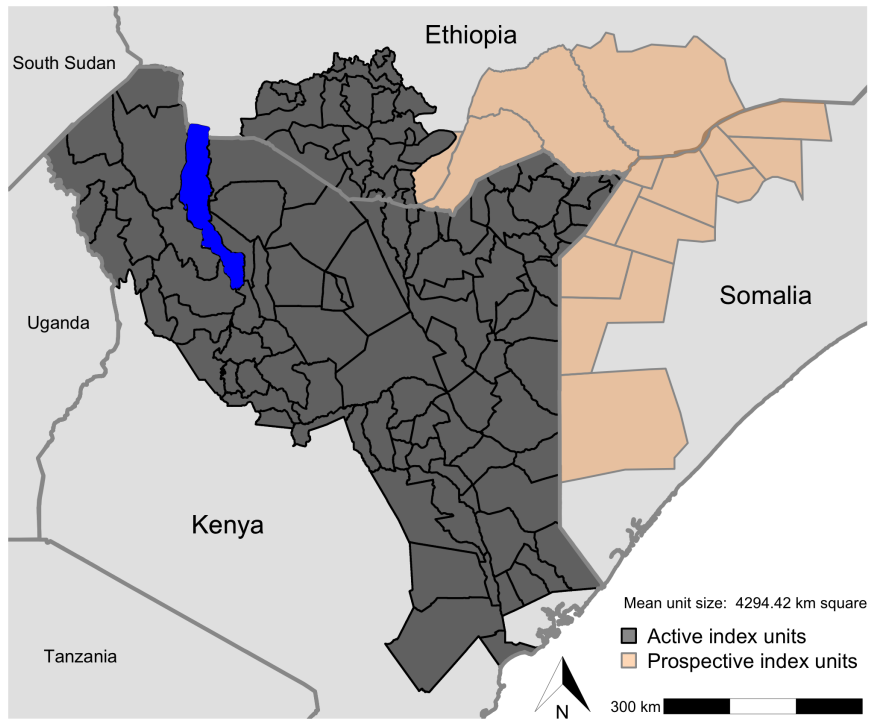 Ethiopia
South Sudan
Somalia
Uganda
Kenya
Mean unit size: 4294.42 km square
Active index units
Prospective index units
Tanzania
300 km
N